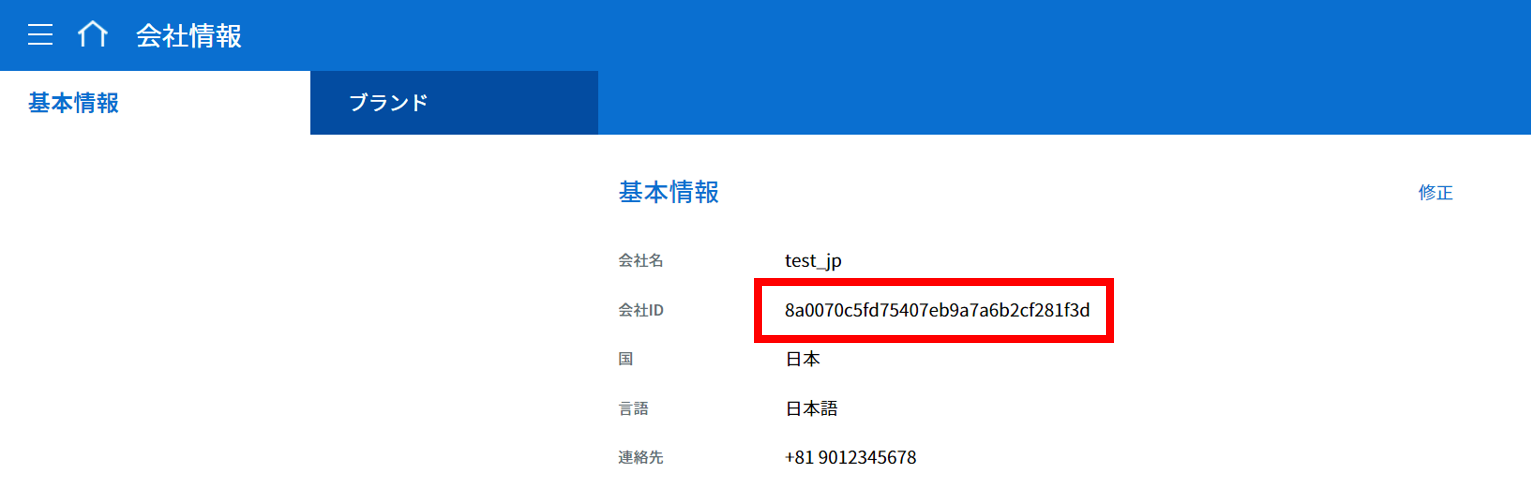 会社情報
基本情報 ブランド
基本情報 修正
会社名 test_jp
会社ID 8a0070c5fd75407eb9a7a6b2cf281f3d
国 日本
言語 日本語
連絡先 +81 9012345678